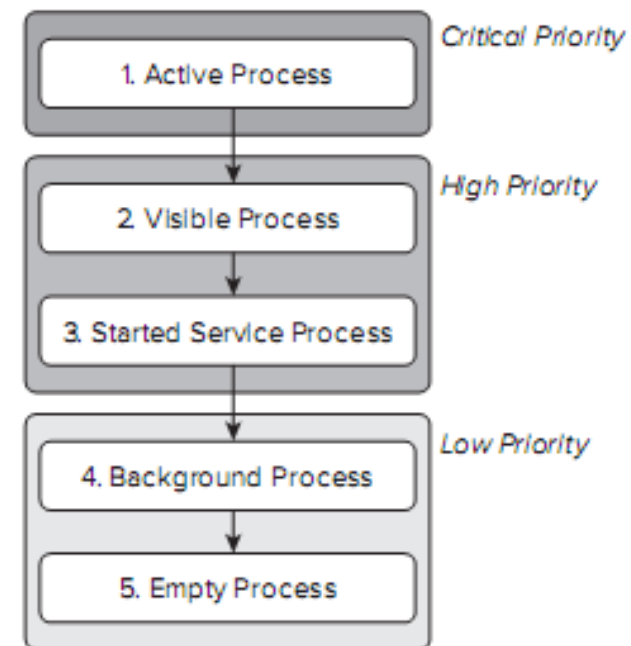 Critical Priority
1. Active Process
High Priority
2. Visible Process
3. Started Service Process
Low Priority
4. Background Process
5. Empty Process